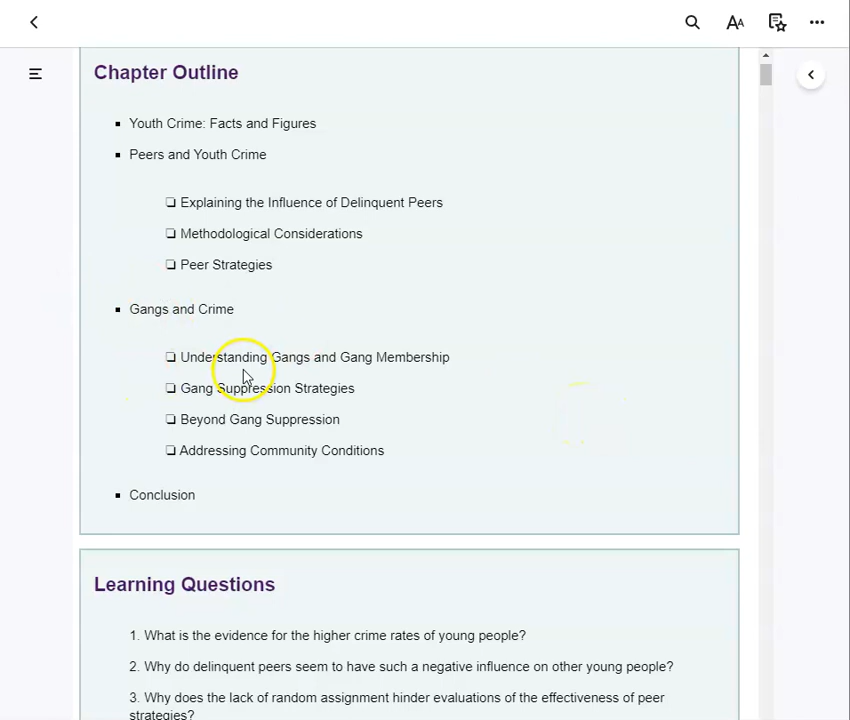 Chapter Outline
Youth Crime: Facts and Figures
Peers and Youth Crime
Explaining the Influence of Delinquent Peers
Methodological Considerations
Peer Strategies
Gangs and Crime
Understanding Gangs and Gang Membership
Gang Suppression Strategies
Beyond Gang Suppression
Addressing Community Conditions
Conclusion
Learning Questions
1. What is the evidence for the higher crime rates of young people?
2. Why do delinquent peers seem to have such a negative influence on other young people?
3. Why does the lack of random assignment hinder evaluations of the effectiveness of peer
strategies?